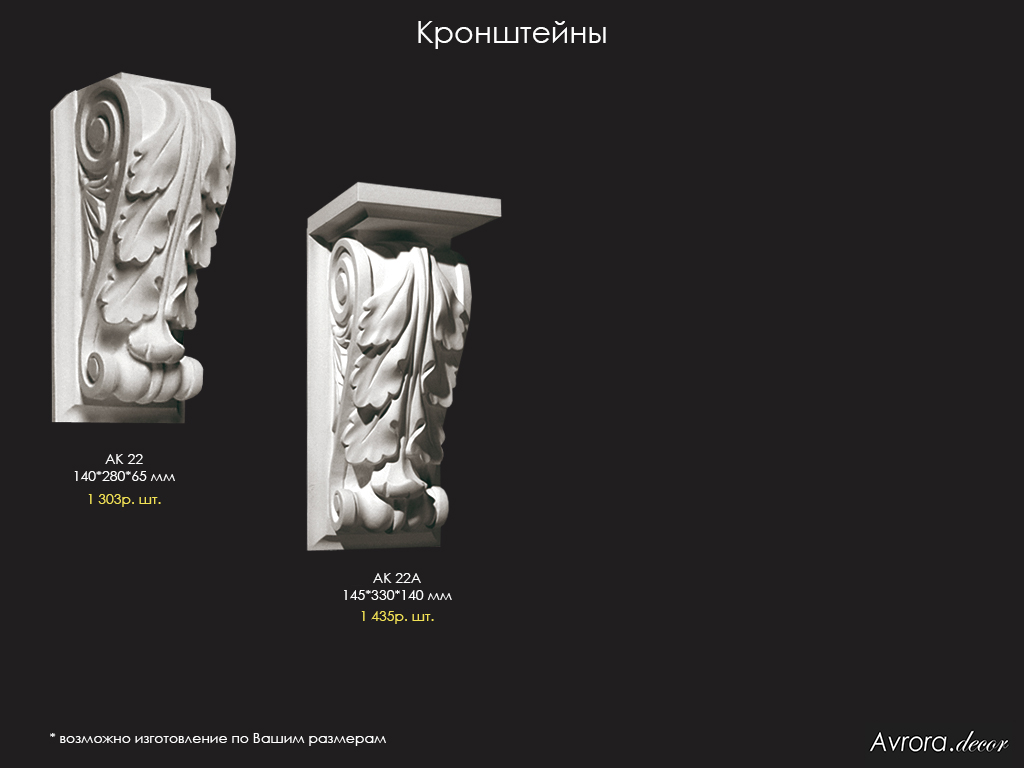 Кронштейны
АК 22
140*280*65 мм
1 303р. шт.
АК 22А
145*330*140 мм
1 435р. шт.
* возможно изготовление по Вашим размерам
Avrora.decor